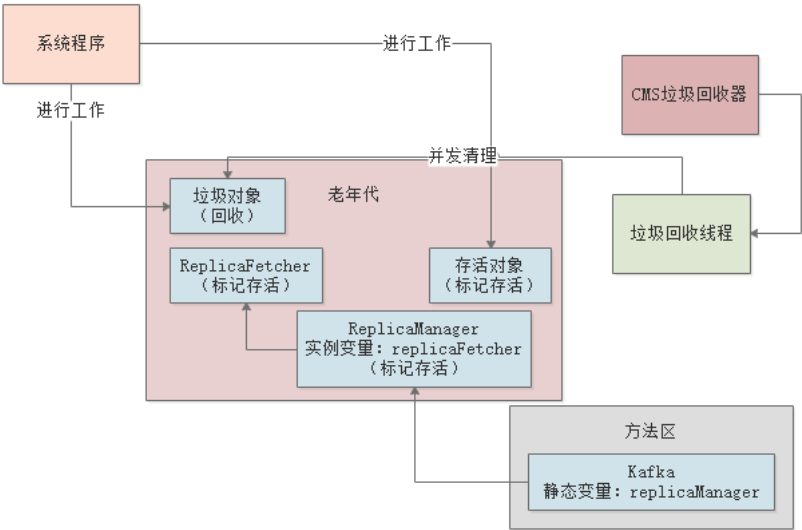 系统程序
进行工作
进行工作
CMS垃圾回收器
并发清理
垃圾对象
（回收）
老年代
垃圾回收线程
ReplicaFetcher
（标记存活）
存活对象
（标记存活）
ReplicaManager
实例变量：replicaFetcher
（标记存活）
方法区
Kafka
静态变量：replicaManager